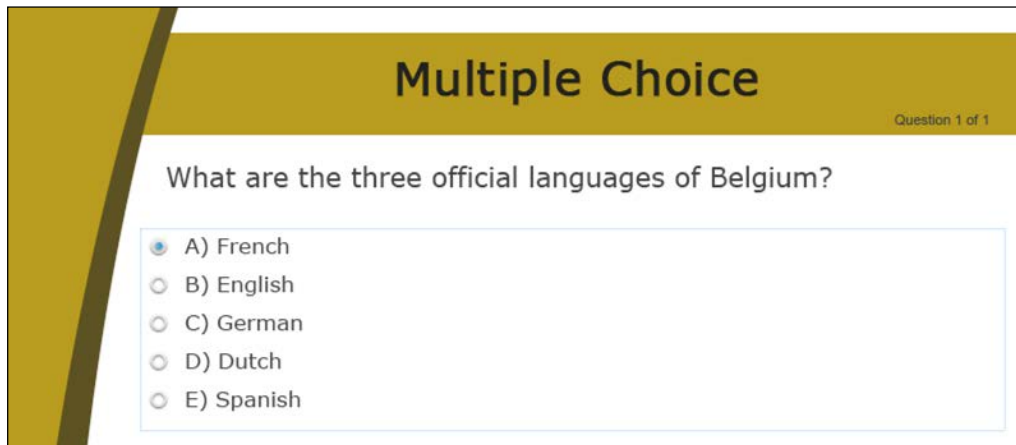 Multiple Choice
Question 1 of 1
What are the three official languages of Belgium?
A) French
B) English
C) German
D) Dutch
E) Spanish